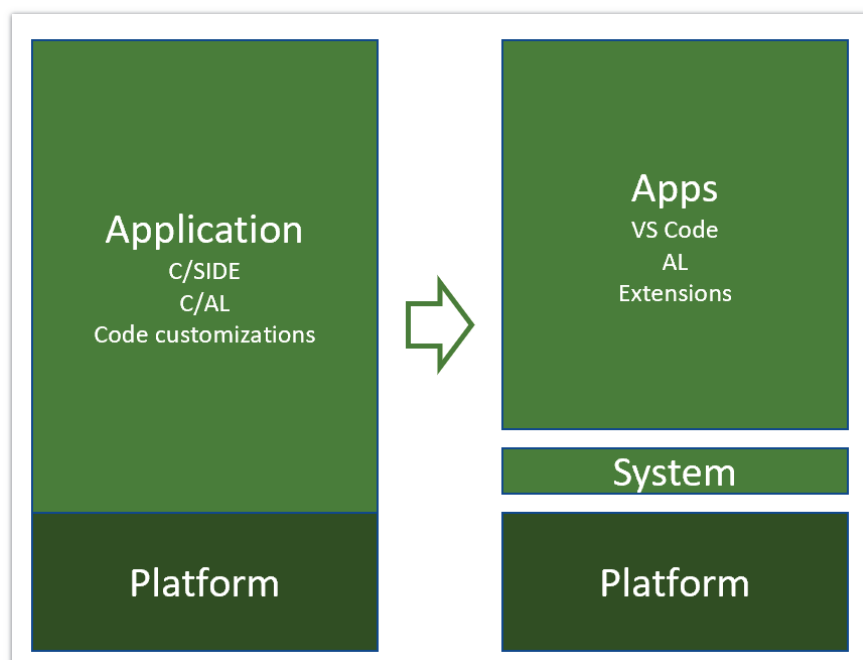 Application
C/SIDE
C/AL
Code customizations
Platform
Apps
VS Code
AL
Extensions
System
Platform